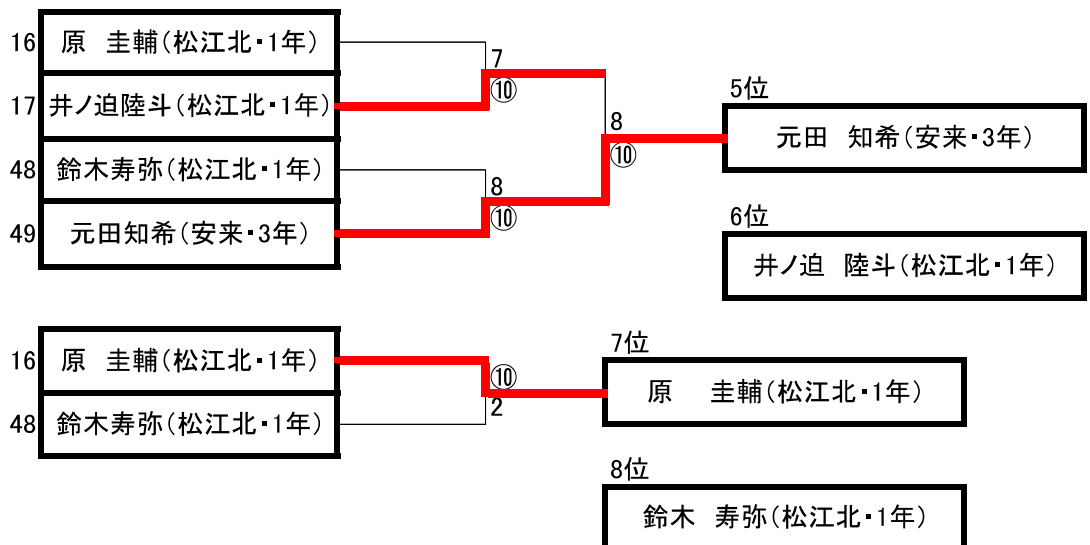 16 原 圭輔(松江北・1年)
7
17 井ノ迫陸斗(松江北・1年)
⑩
5位
8
元田 知希(安来・3年)
⑩
48 鈴木寿弥(松江北・1年)
8
49 元田知希(安来・3年)
⑩
6位
井ノ迫 陸斗(松江北・1年)
16 原 圭輔(松江北・1年)
⑩
7位
原 圭輔(松江北・1年)
48 鈴木寿弥(松江北・1年)
2
8位
鈴木 寿弥(松江北・1年)